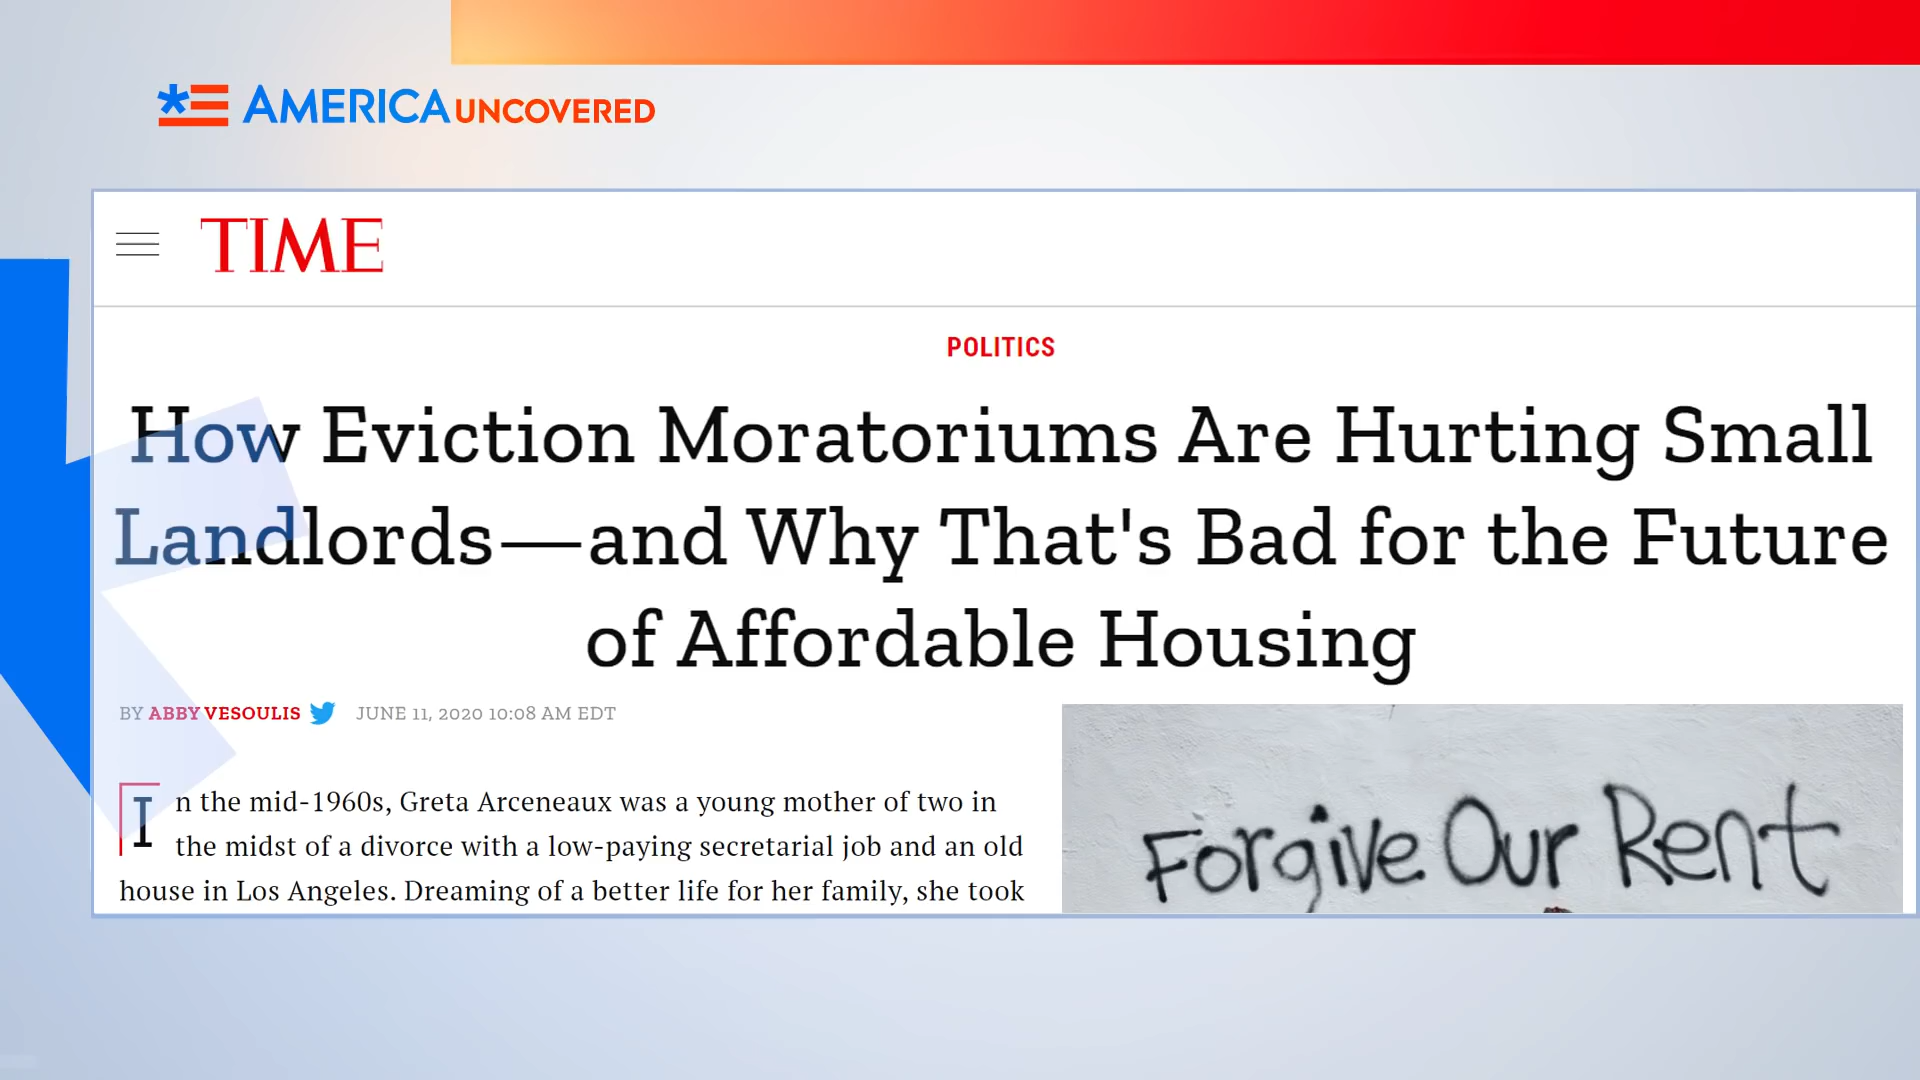 AMERICA UNCOVERED
TIME
POLITICS
How Eviction Moratoriums Are Hurting Small
Landlords—and Why That's Bad for the Future
of Affordable Housing
BY ABBY VESOULIS JUNE 11, 2020 10:08 AM EDT
In the mid-1960s, Greta Arceneaux was a young mother of two in
the midst of a divorce with a low-paying secretarial job and an old
house in Los Angeles. Dreaming of a better life for her family, she took
Forgive Our Rent